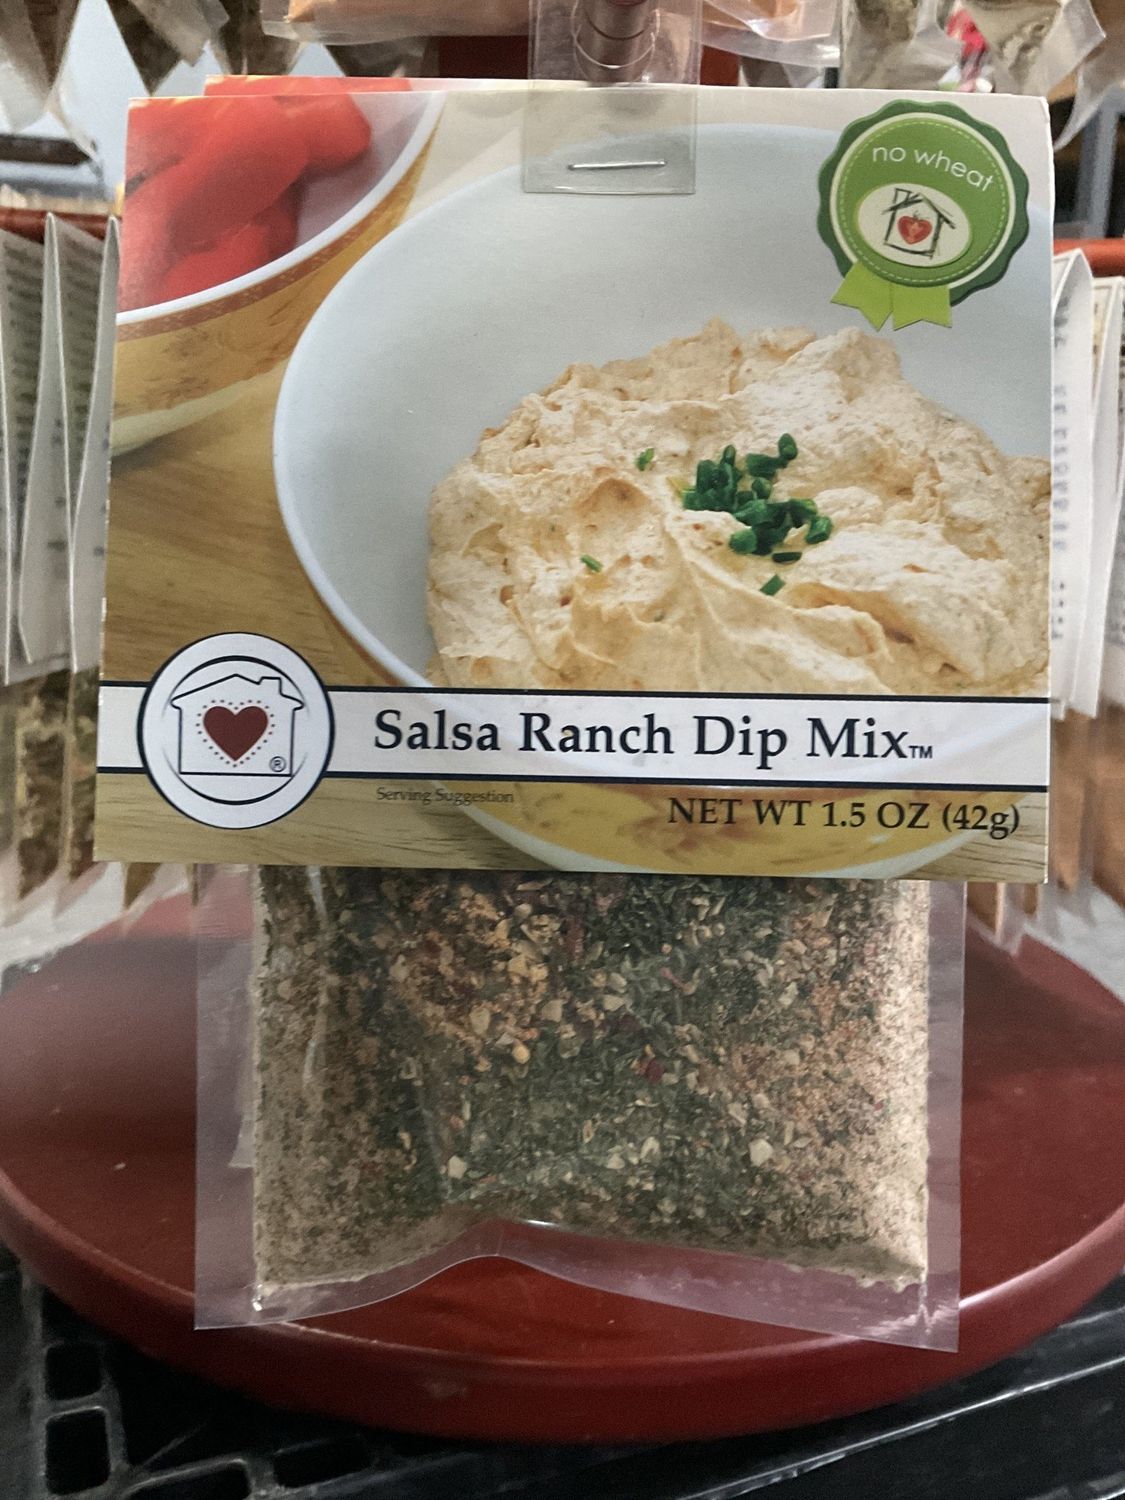 no wheat
Salsa Ranch Dip Mix™
®
Serving Suggestion
NET WT 1.5 OZ (42g)